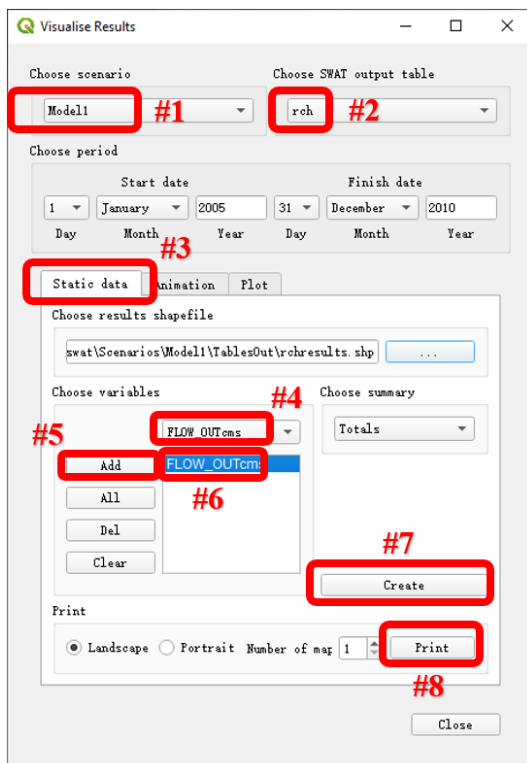 Visualise Results
Choose scenario Choose SWAT output table
Model1 #1 rch #2
Choose period
Start date Finish date
1 January 2005 31 December 2010
Day Month Year Day Month Year
#3
Static data Animation Plot
Choose results shapefile
swat\Scenarios\Model1\TablesOut\rchresults.shp ...
Choose variables Choose summary
#4
FLOW_OUTcms Totals
#5
Add FLOW_OUTcms
All #6
Del
Clear
#7
Create
Print
Landscape Portrait Number of map 1 Print
#8
Close